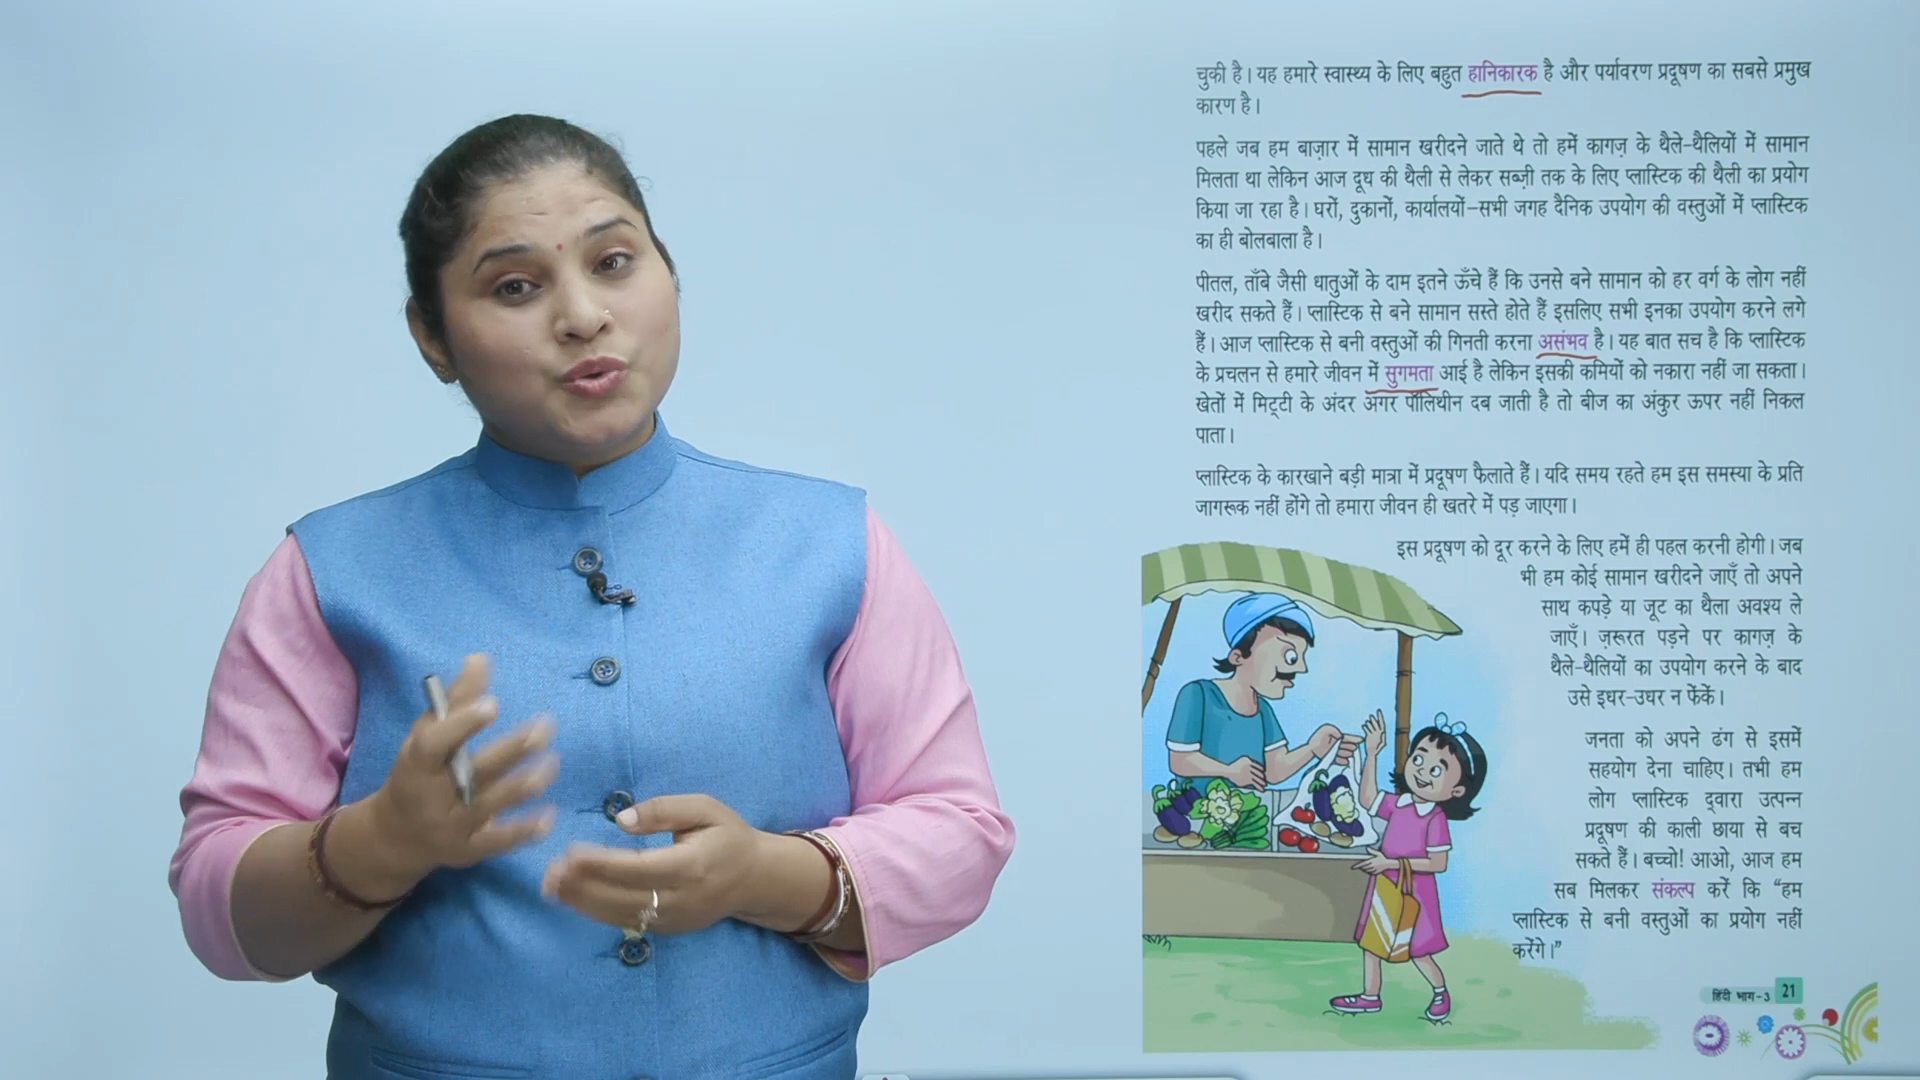 चुकी है। यह हमारे स्वास्थ्य के लिए बहुत हानिकारक है और पर्यावरण प्रदूषण का सबसे प्रमुख
कारण है।
पहले जब हम बाज़ार में सामान खरीदने जाते थे तो हमें कागज़ के थैले-थैलियों में सामान
मिलता था लेकिन आज दूध की थैली से लेकर सब्ज़ी तक के लिए प्लास्टिक की थैली का प्रयोग
किया जा रहा है। घरों, दुकानों, कार्यालयों-सभी जगह दैनिक उपयोग की वस्तुओं में प्लास्टिक
का ही बोलबाला है।
पीतल, ताँबे जैसी धातुओं के दाम इतने ऊँचे हैं कि उनसे बने सामान को हर वर्ग के लोग नहीं
खरीद सकते हैं। प्लास्टिक से बने सामान सस्ते होते हैं इसलिए सभी इनका उपयोग करने लगे
हैं। आज प्लास्टिक से बनी वस्तुओं की गिनती करना असंभव है। यह बात सच है कि प्लास्टिक
के प्रचलन से हमारे जीवन में सुगमता आई है लेकिन इसकी कमियों को नकारा नहीं जा सकता।
खेतों में मिट्टी के अंदर अगर पॉलिथीन दब जाती है तो बीज का अंकुर ऊपर नहीं निकल
पाता।
प्लास्टिक के कारखाने बड़ी मात्रा में प्रदूषण फैलाते हैं। यदि समय रहते हम इस समस्या के प्रति
जागरूक नहीं होंगे तो हमारा जीवन ही खतरे में पड़ जाएगा।
इस प्रदूषण को दूर करने के लिए हमें ही पहल करनी होगी। जब
भी हम कोई सामान खरीदने जाएँ तो अपने
साथ कपड़े या जूट का थैला अवश्य ले
जाएँ। ज़रूरत पड़ने पर कागज़ के
थैले-थैलियों का उपयोग करने के बाद
उसे इधर-उधर न फेंकें।
जनता को अपने ढंग से इसमें
सहयोग देना चाहिए। तभी हम
लोग प्लास्टिक द्वारा उत्पन्न
प्रदूषण की काली छाया से बच
सकते हैं। बच्चो! आओ, आज हम
सब मिलकर संकल्प करें कि “हम
प्लास्टिक से बनी वस्तुओं का प्रयोग नहीं
करेंगे।”
हिंदी भाग-3 21